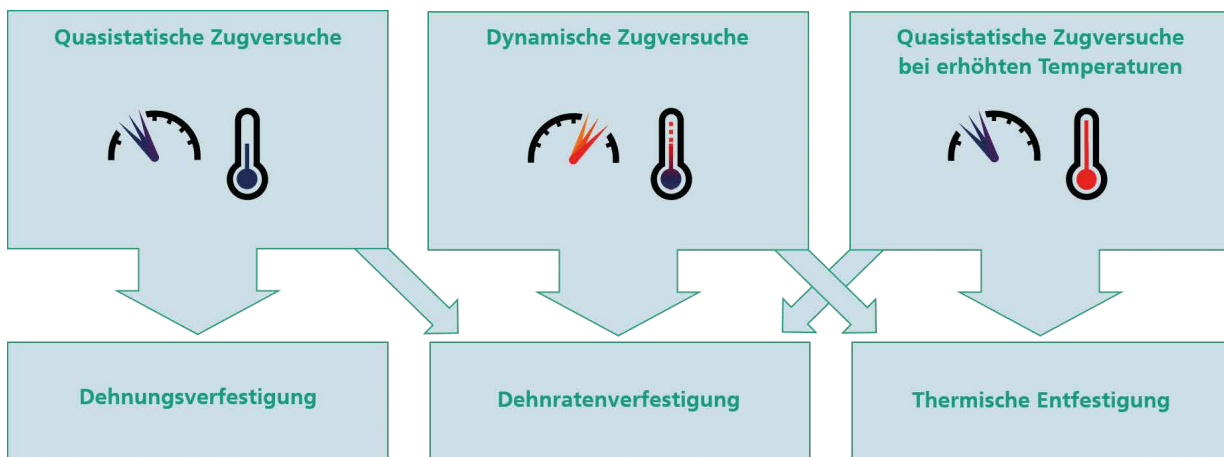 Quasistatische Zugversuche
Dynamische Zugversuche
Quasistatische Zugversuche
bei erhöhten Temperaturen
Dehnungsverfestigung
Dehnratenverfestigung
Thermische Entfestigung